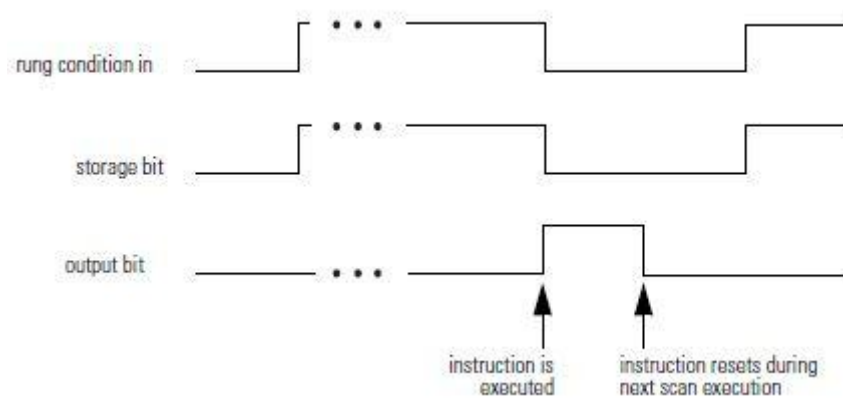 rung condition in
storage bit
output bit
instruction is
executed
instruction resets during
next scan execution